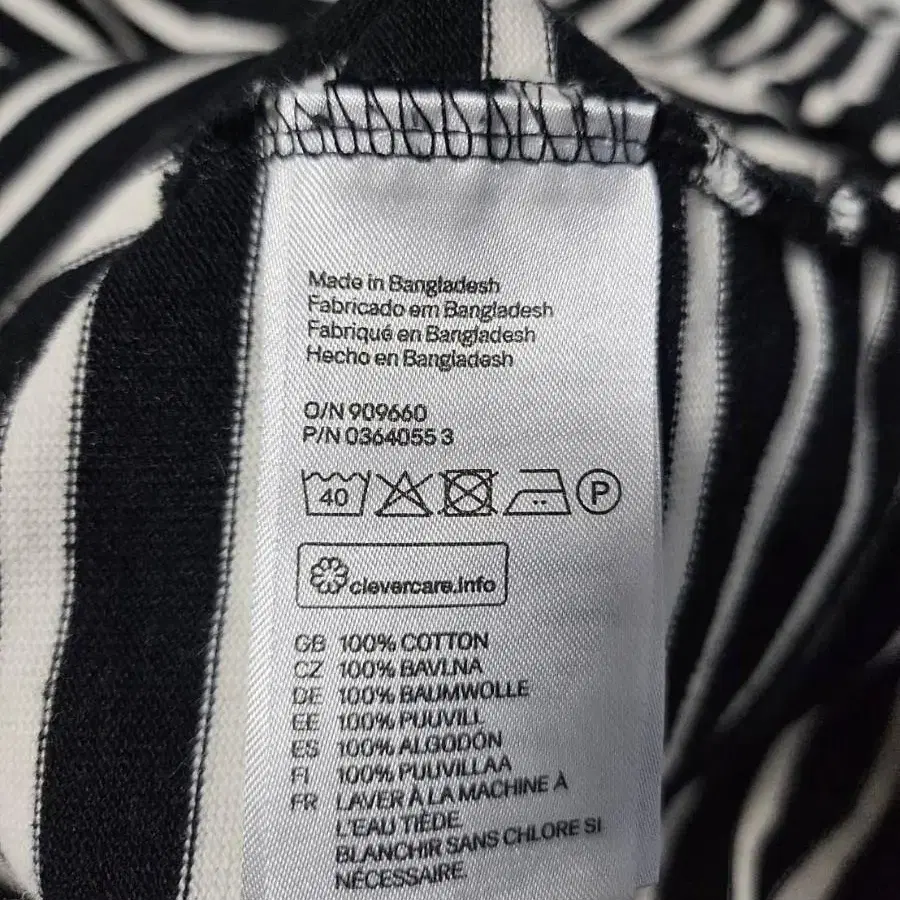 Made in Bangladesh
Fabricado em Bangladesh
Fabriqué en Bangladesh
Hecho en Bangladesh
O/N 909660
P/N 0364055 3
40 P
clevercare.info
GB 100% COTTON
CZ 100% BAVLNA
DE 100% BAUMWOLLE
EE 100% PUUVILL
ES 100% ALGODÓN
FI 100% PUUVILLAA
FR LAVER À LA MACHINE À
L'EAU TIÈDE.
BLANCHIR SANS CHLORE SI
NÉCESSAIRE.